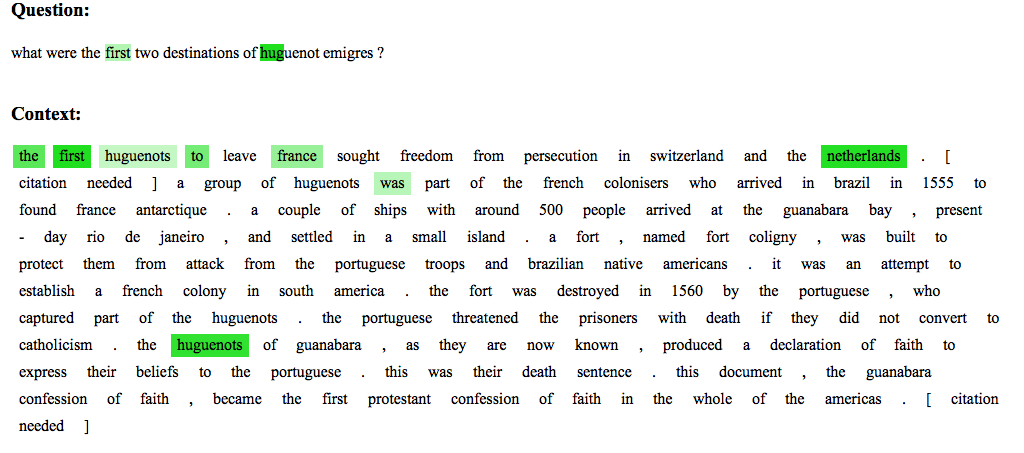 Question:
what were the first two destinations of huguenot emigres ?
Context:
the first huguenots to leave france sought freedom from persecution in switzerland and the netherlands . [
citation needed ] a group of huguenots was part of the french colonisers who arrived in brazil in 1555 to
found france antarctique . a couple of ships with around 500 people arrived at the guanabara bay , present
- day rio de janeiro , and settled in a small island . a fort , named fort coligny , was built to
protect them from attack from the portuguese troops and brazilian native americans . it was an attempt to
establish a french colony in south america . the fort was destroyed in 1560 by the portuguese , who
captured part of the huguenots . the portuguese threatened the prisoners with death if they did not convert to
catholicism . the huguenots of guanabara , as they are now known , produced a declaration of faith to
express their beliefs to the portuguese . this was their death sentence . this document , the guanabara
confession of faith , became the first protestant confession of faith in the whole of the americas . [ citation
needed ]